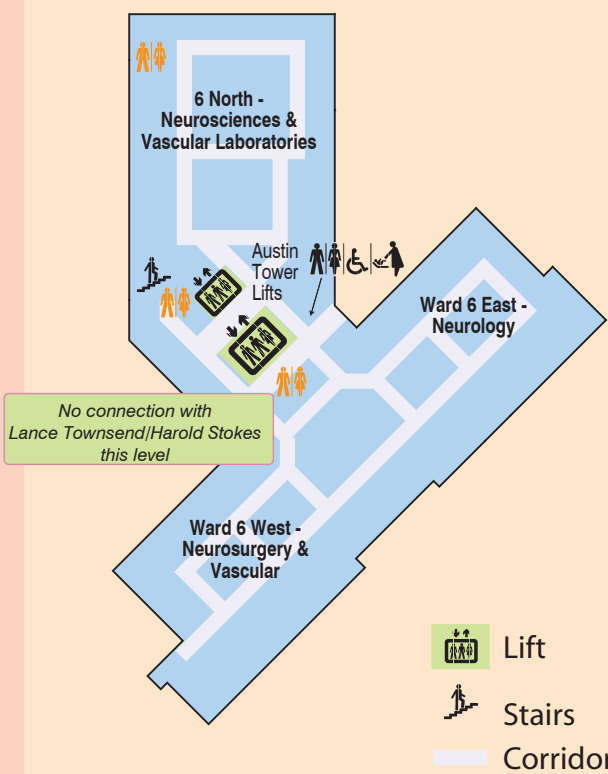 6 North -
Neurosciences &
Vascular Laboratories
Austin
Tower
Lifts
Ward 6 East -
Neurology
No connection with
Lance Townsend/Harold Stokes
this level
Ward 6 West -
Neurosurgery &
Vascular
Lift
Stairs
Corridor